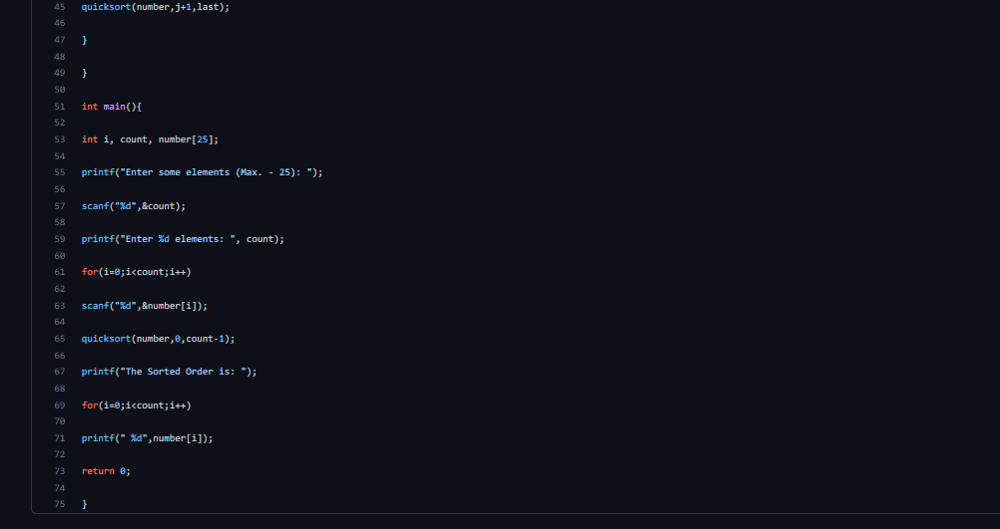 45 quicksort(number,j+1,last);
46
47 }
48
49 }
50
51 int main(){
52
53 int i, count, number[25];
54
55 printf("Enter some elements (Max. - 25): ");
56
57 scanf("%d",&count);
58
59 printf("Enter %d elements: ", count);
60
61 for(i=0;i<count;i++)
62
63 scanf("%d",&number[i]);
64
65 quicksort(number,0,count-1);
66
67 printf("The Sorted Order is: ");
68
69 for(i=0;i<count;i++)
70
71 printf(" %d",number[i]);
72
73 return 0;
74
75 }